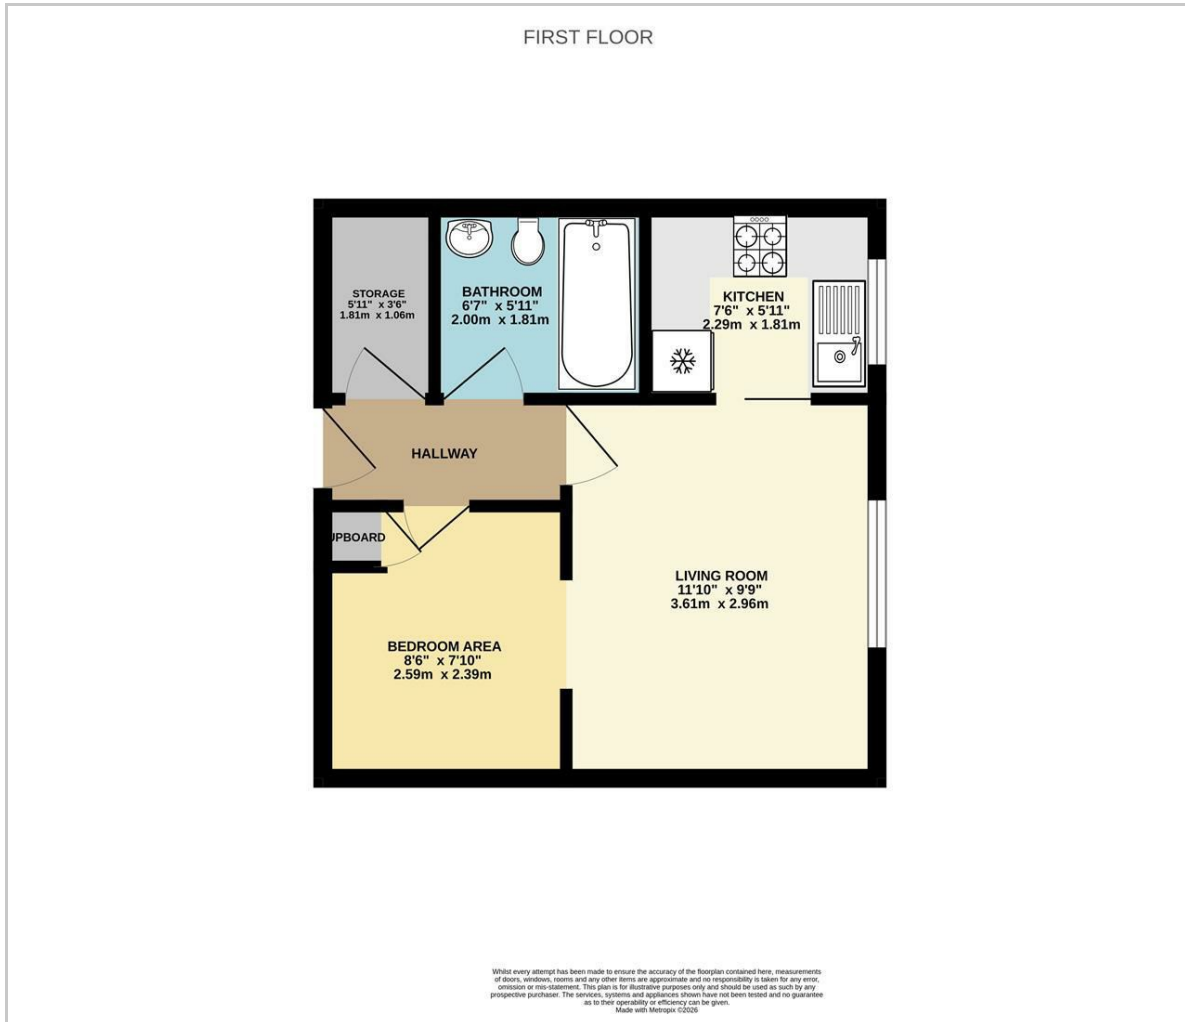 FIRST FLOOR
STORAGE
5'11" x 3'6"
1.81m x 1.06m
BATHROOM
6'7" x 5'11"
2.00m x 1.81m
KITCHEN
7'6" x 5'11"
2.29m x 1.81m
HALLWAY
UPBOARD
LIVING ROOM
11'10" x 9'9"
3.61m x 2.96m
BEDROOM AREA
8'6" x 7'10"
2.59m x 2.39m
Whilst every attempt has been made to ensure the accuracy of the floorplan contained here, measurements
of doors, windows, rooms and any other items are approximate and no responsibility is taken for any error,
omission or mis-statement. This plan is for illustrative purposes only and should be used as such by any
prospective purchaser. The services, systems and appliances shown have not been tested and no guarantee
as to their operability or efficiency can be given.
Made with Metropix ©2026